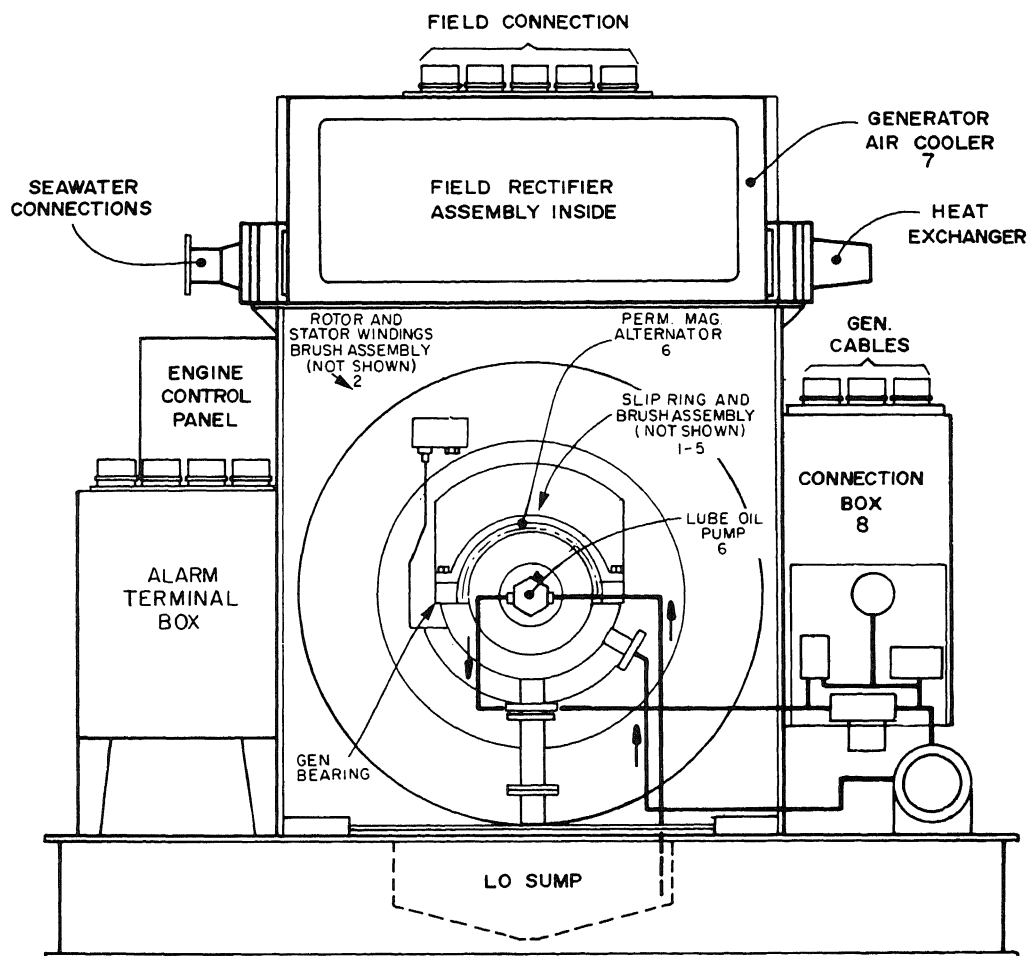 FIELD CONNECTION
GENERATOR
AIR COOLER
7
SEAWATER
CONNECTIONS
FIELD RECTIFIER
ASSEMBLY INSIDE
HEAT
EXCHANGER
ROTOR AND
STATOR WINDINGS
BRUSH ASSEMBLY
(NOT SHOWN)
2
PERM. MAG.
ALTERNATOR
6
GEN.
CABLES
ENGINE
CONTROL
PANEL
SLIP RING AND
BRUSH ASSEMBLY
(NOT SHOWN)
1-5
CONNECTION
BOX
8
LUBE OIL
PUMP
6
ALARM
TERMINAL
BOX
GEN
BEARING
LO SUMP